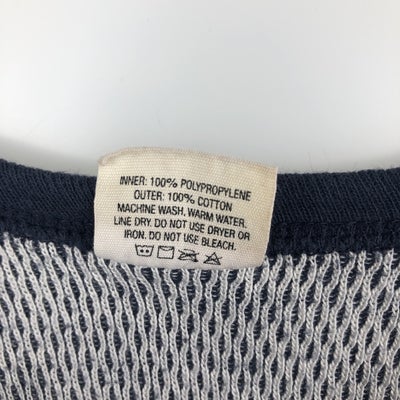 INNER: 100% POLYPROPYLENE
OUTER: 100% COTTON
MACHINE WASH, WARM WATER.
LINE DRY. DO NOT USE DRYER OR
IRON. DO NOT USE BLEACH.